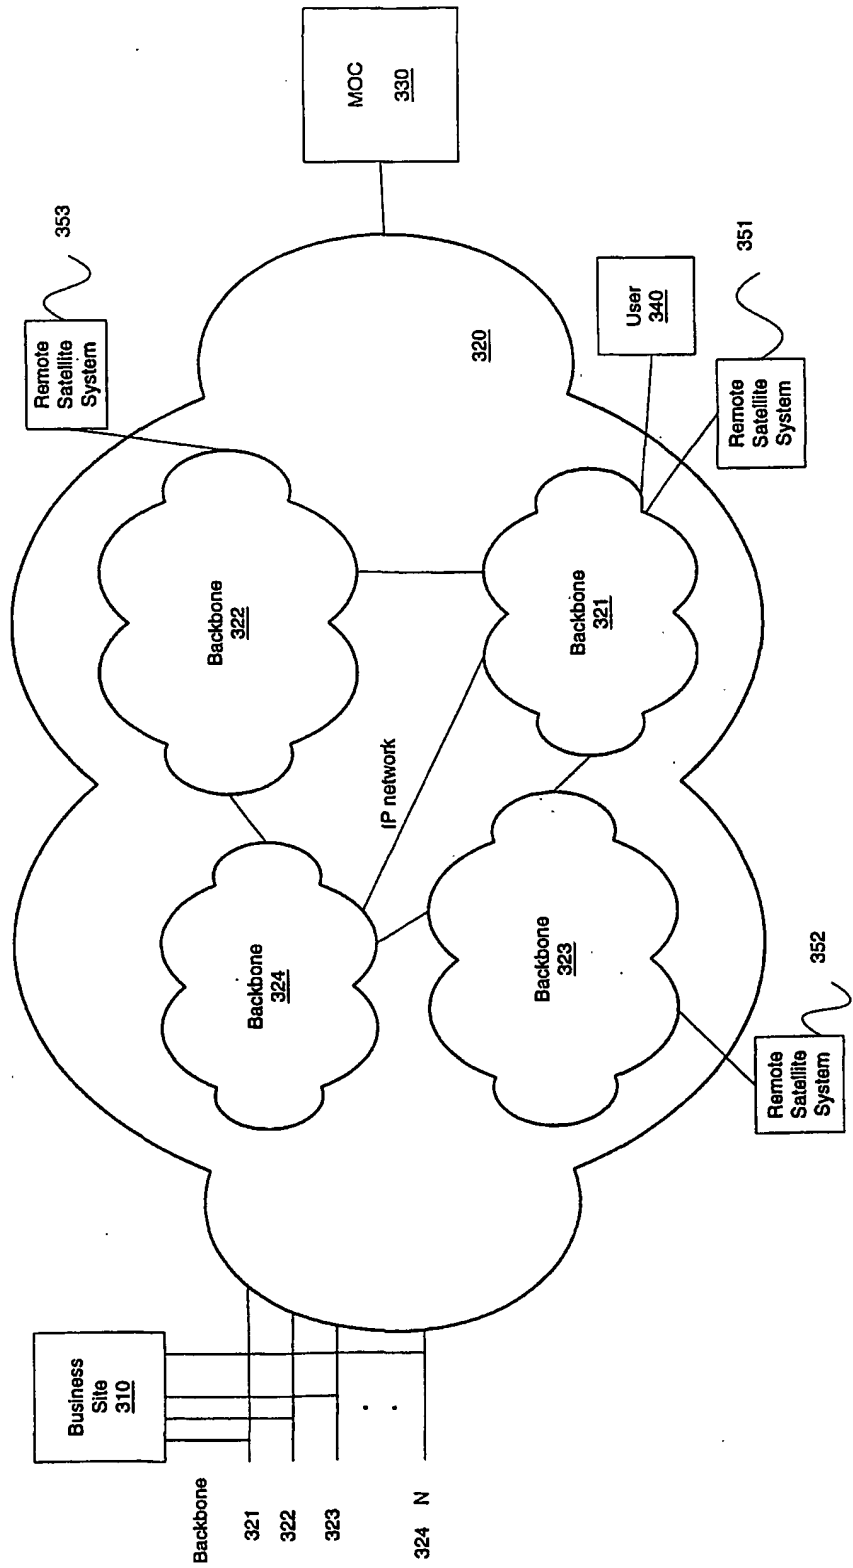 Business
Site
310
Backbone
321
322
323
324 N
Backbone
324
Backbone
322
IP network
Backbone
323
Backbone
321
320
Remote
Satellite
System
353
Remote
Satellite
System
352
Remote
Satellite
System
351
User
340
MOC
330